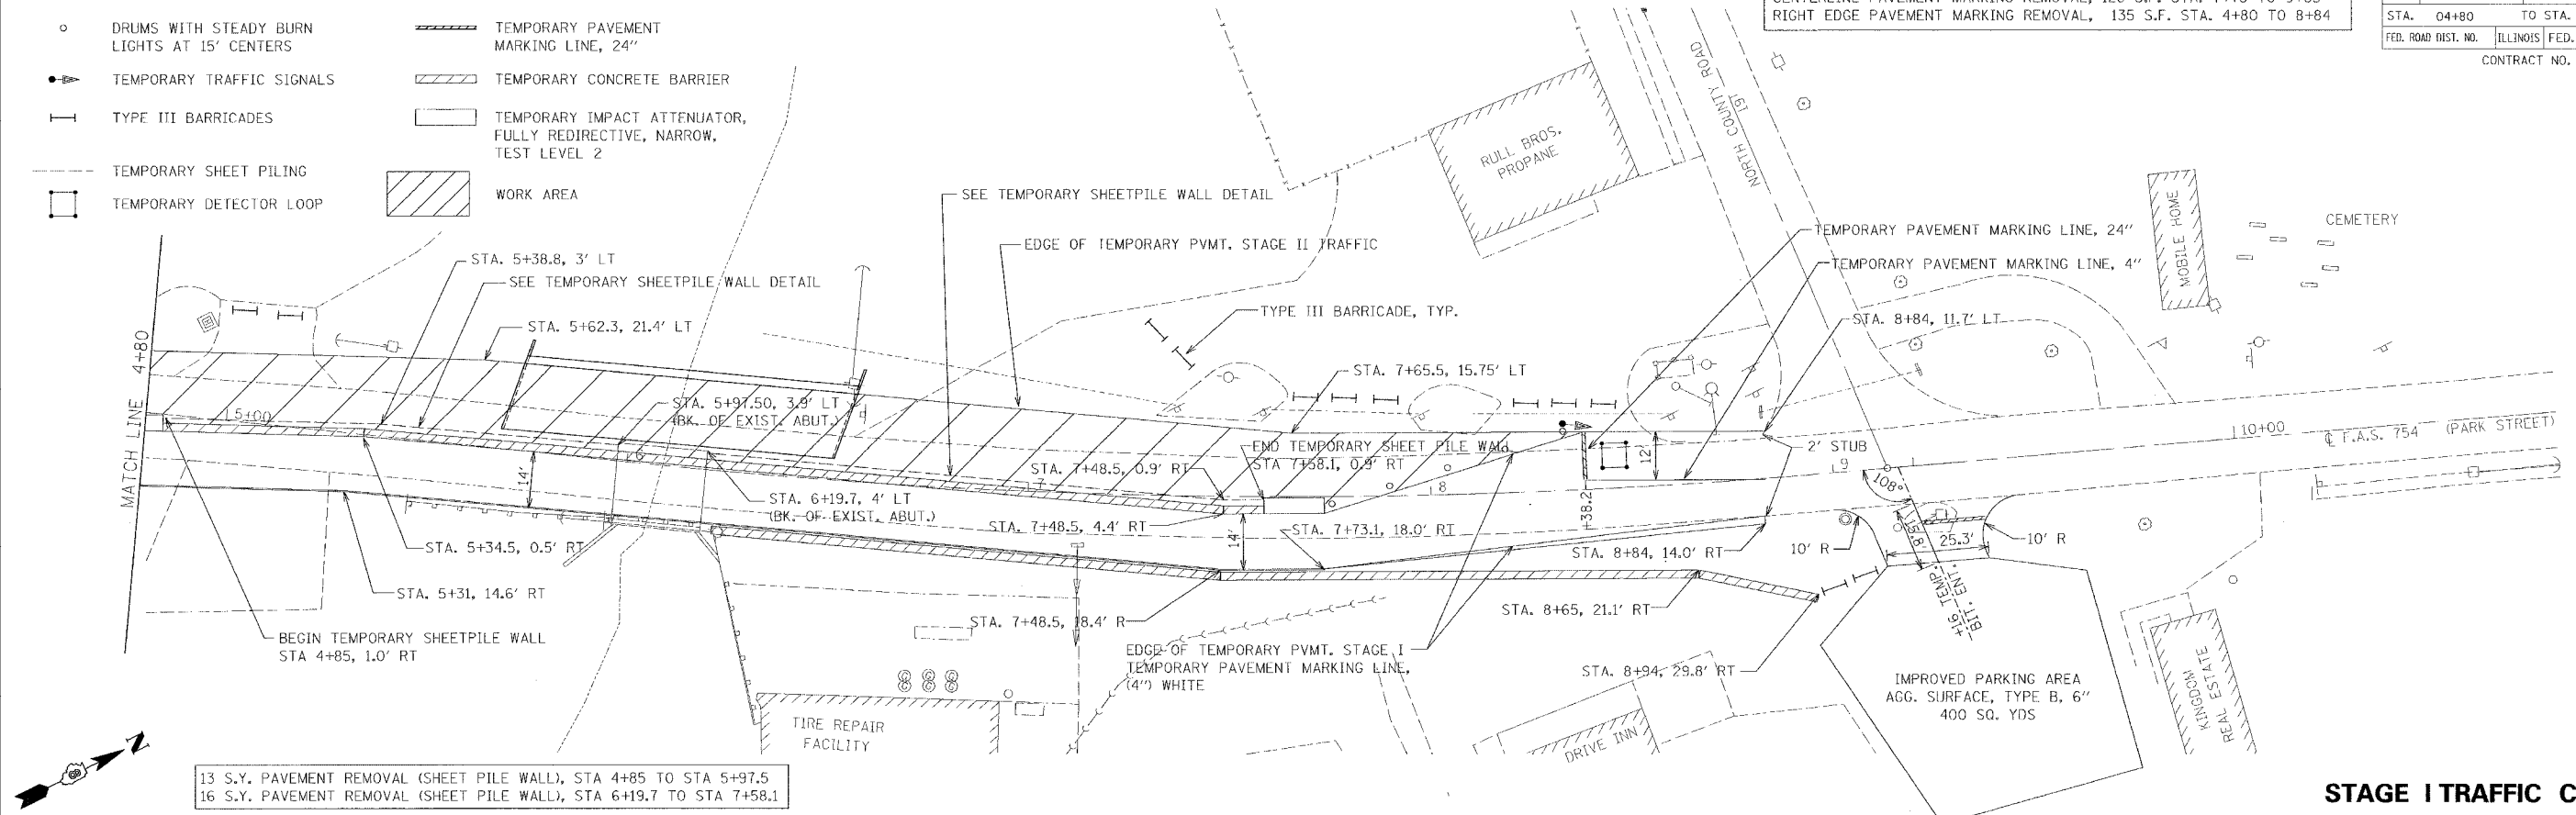 DRUMS WITH STEADY BURN
LIGHTS AT 15' CENTERS
TEMPORARY TRAFFIC SIGNALS
TYPE III BARRICADES
TEMPORARY SHEET PILING
TEMPORARY DETECTOR LOOP
TEMPORARY PAVEMENT
MARKING LINE, 24"
TEMPORARY CONCRETE BARRIER
TEMPORARY IMPACT ATTENUATOR,
FULLY REDIRECTIVE, NARROW,
TEST LEVEL 2
WORK AREA
RIGHT EDGE PAVEMENT MARKING REMOVAL, 135 S.F. STA. 4+80 TO 8+84
STA. 04+80 TO STA.
FED. ROAD DIST. NO. ILLINOIS FED.
CONTRACT NO.
RULL BROS.
PROPANE
NORTH COUNTY ROAD
191
MOBILE HOME
CEMETERY
SEE TEMPORARY SHEETPILE WALL DETAIL
EDGE OF TEMPORARY PVMT. STAGE II TRAFFIC
TEMPORARY PAVEMENT MARKING LINE, 24"
TEMPORARY PAVEMENT MARKING LINE, 4"
STA. 5+38.8, 3' LT
SEE TEMPORARY SHEETPILE WALL DETAIL
TYPE III BARRICADE, TYP.
STA. 5+62.3, 21.4' LT
STA. 8+84, 11.7' LT
STA. 7+65.5, 15.75' LT
MATCH LINE 4+80
5+00
STA. 5+97.50, 3.9' LT
(BK. OF EXIST. ABUT.)
6
7
8
9
10+00
℄ F.A.S. 754 (PARK STREET)
END TEMPORARY SHEET PILE WALL
STA 7+58.1, 0.9' RT
STA. 7+48.5, 0.9' RT
12'
2' STUB
108°
14'
STA. 6+19.7, 4' LT
(BK. OF EXIST. ABUT.)
STA. 7+48.5, 4.4' RT
+38.2
STA. 7+73.1, 18.0' RT
14'
STA. 5+34.5, 0.5' RT
STA. 8+84, 14.0' RT
10' R
15.8'
25.3'
10' R
STA. 5+31, 14.6' RT
STA. 8+65, 21.1' RT
+16 TEMP.
BIT. ENT.
STA. 7+48.5, 18.4' R
BEGIN TEMPORARY SHEETPILE WALL
STA 4+85, 1.0' RT
EDGE OF TEMPORARY PVMT. STAGE I
TEMPORARY PAVEMENT MARKING LINE,
(4") WHITE
STA. 8+94, 29.8' RT
IMPROVED PARKING AREA
AGG. SURFACE, TYPE B, 6"
400 SQ. YDS
KINGDOM
REAL ESTATE
TIRE REPAIR
FACILITY
DRIVE INN
N
13 S.Y. PAVEMENT REMOVAL (SHEET PILE WALL), STA 4+85 TO STA 5+97.5
16 S.Y. PAVEMENT REMOVAL (SHEET PILE WALL), STA 6+19.7 TO STA 7+58.1
STAGE I TRAFFIC C